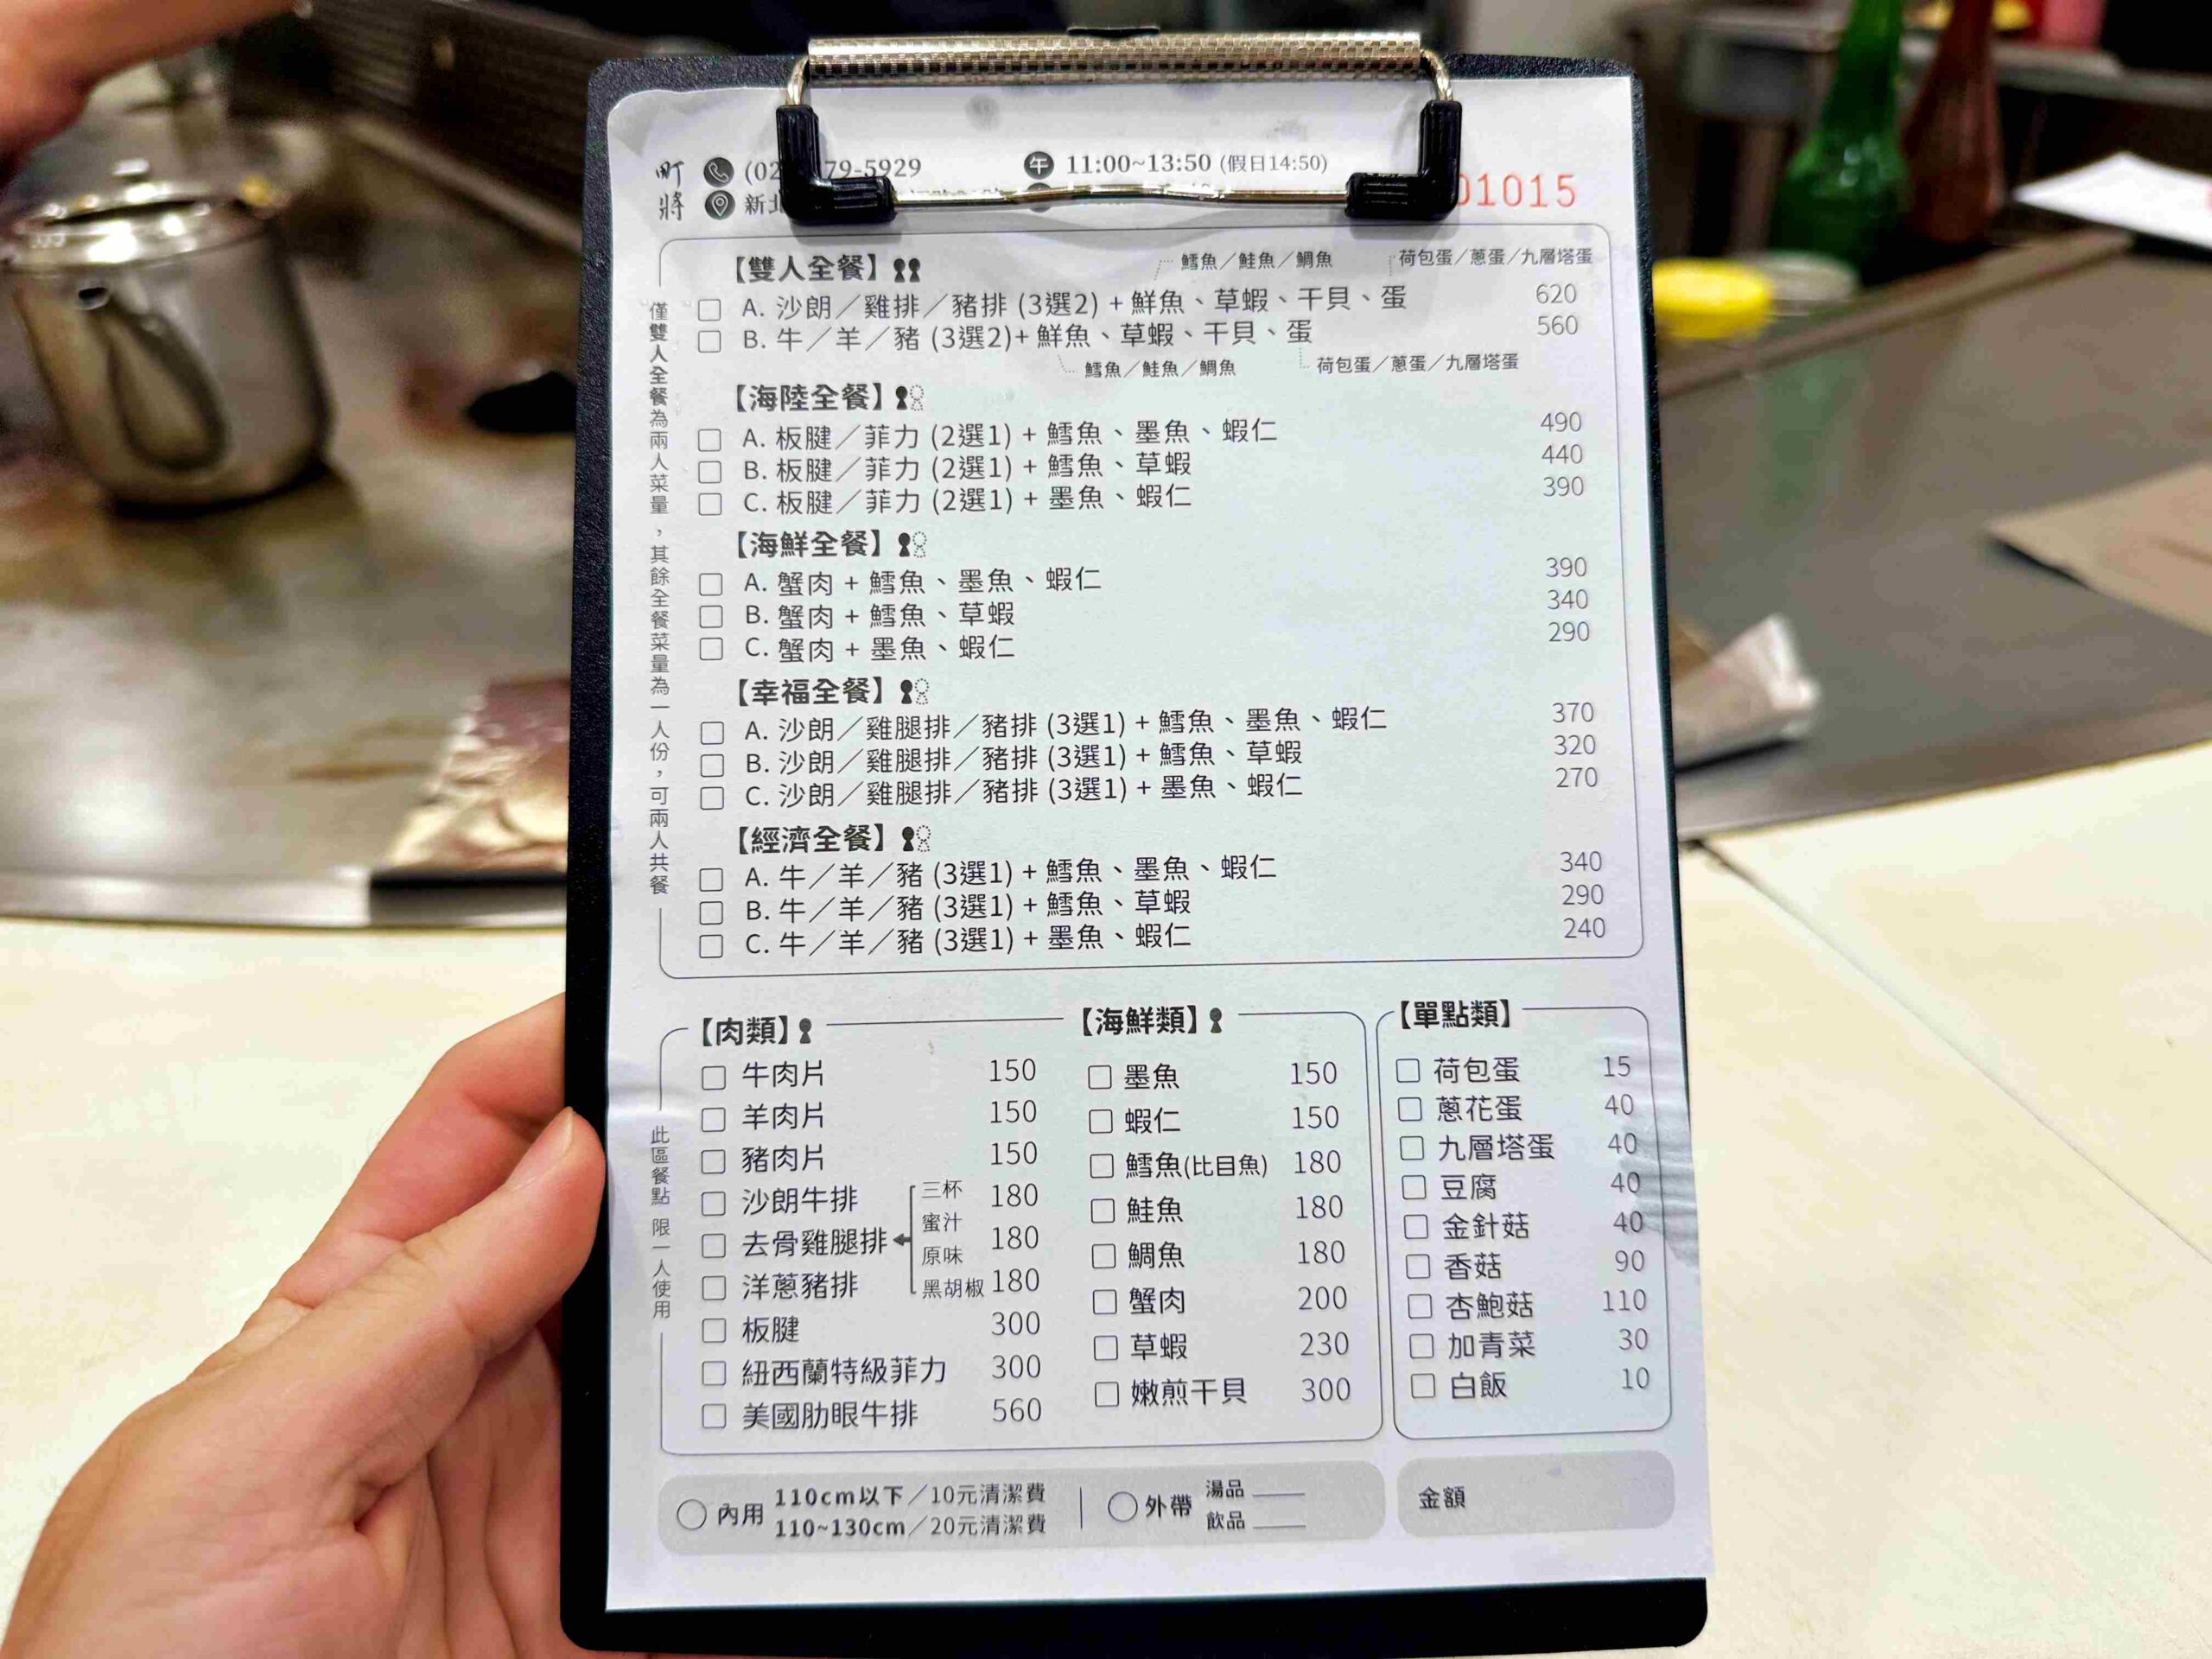 町將
(02 79-5929
午 11:00~13:50 (假日14:50)
新北
01015
【雙人全餐】
鱈魚／鮭魚／鯛魚
荷包蛋／蔥蛋／九層塔蛋
A. 沙朗／雞排／豬排 (3選2) + 鮮魚、草蝦、干貝、蛋 620
B. 牛／羊／豬 (3選2)+ 鮮魚、草蝦、干貝、蛋 560
鱈魚／鮭魚／鯛魚
荷包蛋／蔥蛋／九層塔蛋
【海陸全餐】
A. 板腱／菲力 (2選1) + 鱈魚、墨魚、蝦仁 490
B. 板腱／菲力 (2選1) + 鱈魚、草蝦 440
C. 板腱／菲力 (2選1) + 墨魚、蝦仁 390
【海鮮全餐】
A. 蟹肉 + 鱈魚、墨魚、蝦仁 390
B. 蟹肉 + 鱈魚、草蝦 340
C. 蟹肉 + 墨魚、蝦仁 290
【幸福全餐】
A. 沙朗／雞腿排／豬排 (3選1) + 鱈魚、墨魚、蝦仁 370
B. 沙朗／雞腿排／豬排 (3選1) + 鱈魚、草蝦 320
C. 沙朗／雞腿排／豬排 (3選1) + 墨魚、蝦仁 270
【經濟全餐】
A. 牛／羊／豬 (3選1) + 鱈魚、墨魚、蝦仁 340
B. 牛／羊／豬 (3選1) + 鱈魚、草蝦 290
C. 牛／羊／豬 (3選1) + 墨魚、蝦仁 240
僅雙人全餐為兩人菜量，其餘全餐菜量為一人份，可兩人共餐
【肉類】
牛肉片 150
羊肉片 150
豬肉片 150
沙朗牛排 180
去骨雞腿排 180
洋蔥豬排 180
三杯
蜜汁
原味
黑胡椒
板腱 300
紐西蘭特級菲力 300
美國肋眼牛排 560
【海鮮類】
墨魚 150
蝦仁 150
鱈魚(比目魚) 180
鮭魚 180
鯛魚 180
蟹肉 200
草蝦 230
嫩煎干貝 300
此區餐點 限一人使用
【單點類】
荷包蛋 15
蔥花蛋 40
九層塔蛋 40
豆腐 40
金針菇 40
香菇 90
杏鮑菇 110
加青菜 30
白飯 10
內用
110cm以下／10元清潔費
110~130cm／20元清潔費
外帶
湯品
飲品
金額